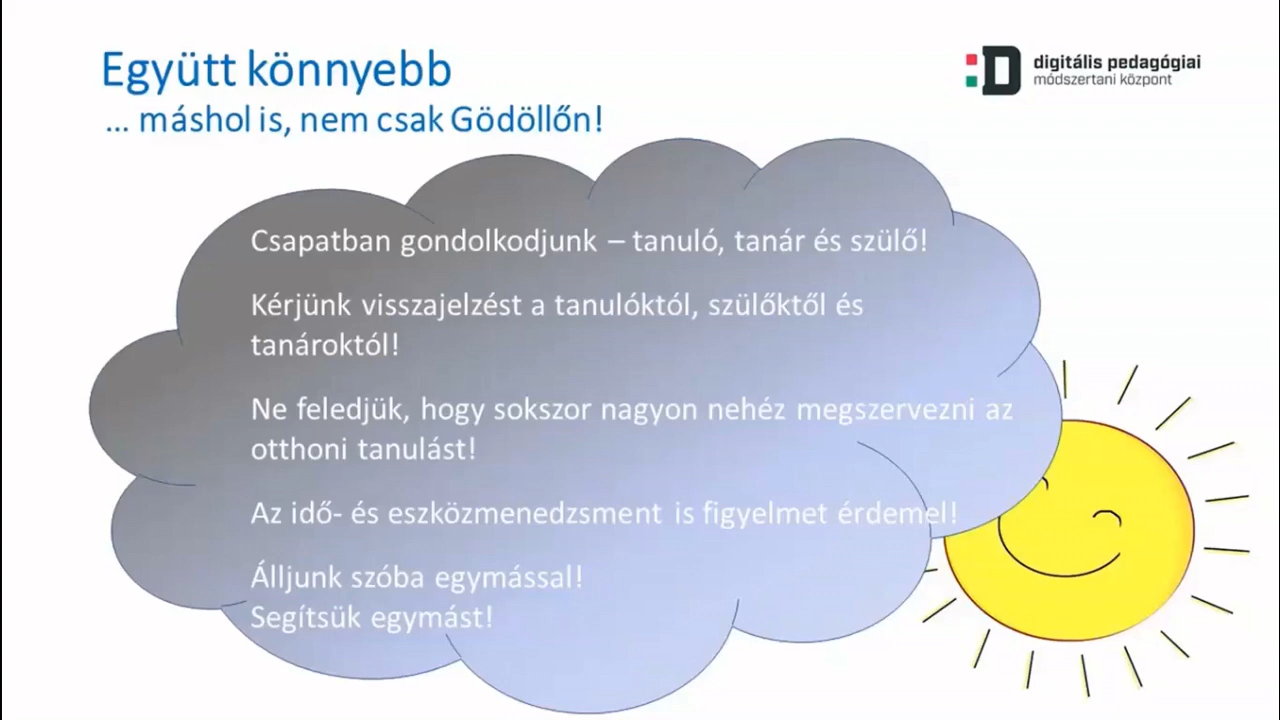 Együtt könnyebb
... máshol is, nem csak Gödöllőn!
digitális pedagógiai
módszertani központ
Csapatban gondolkodjunk – tanuló, tanár és szülő!
Kérjünk visszajelzést a tanulóktól, szülőktől és
tanároktól!
Ne feledjük, hogy sokszor nagyon nehéz megszervezni az
otthoni tanulást!
Az idő- és eszközmenedzsment is figyelmet érdemel!
Álljunk szóba egymással!
Segítsük egymást!